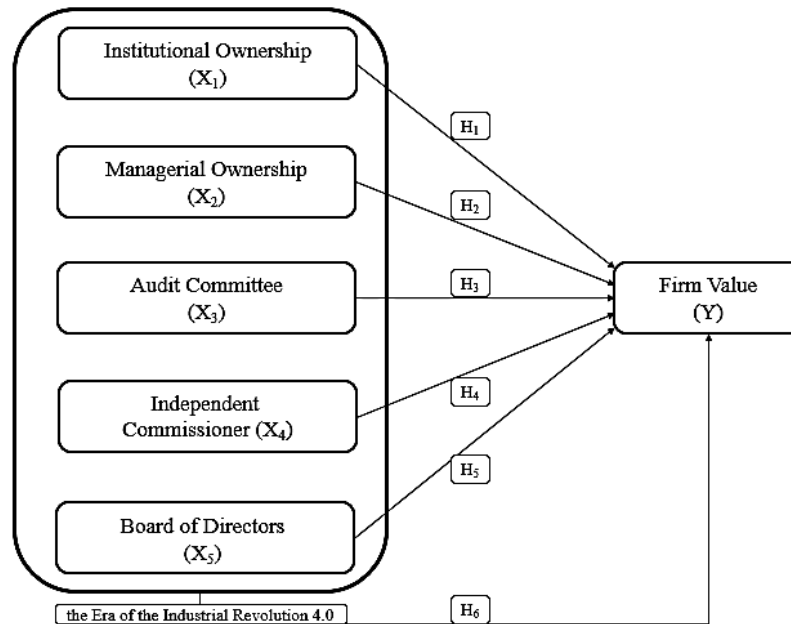 Institutional Ownership
(X₁)
H₁
Managerial Ownership
(X₂)
H₂
Audit Committee
(X₃)
H₃
Firm Value
(Y)
Independent
Commissioner (X₄)
H₄
H₅
Board of Directors
(X₅)
the Era of the Industrial Revolution 4.0
H₆